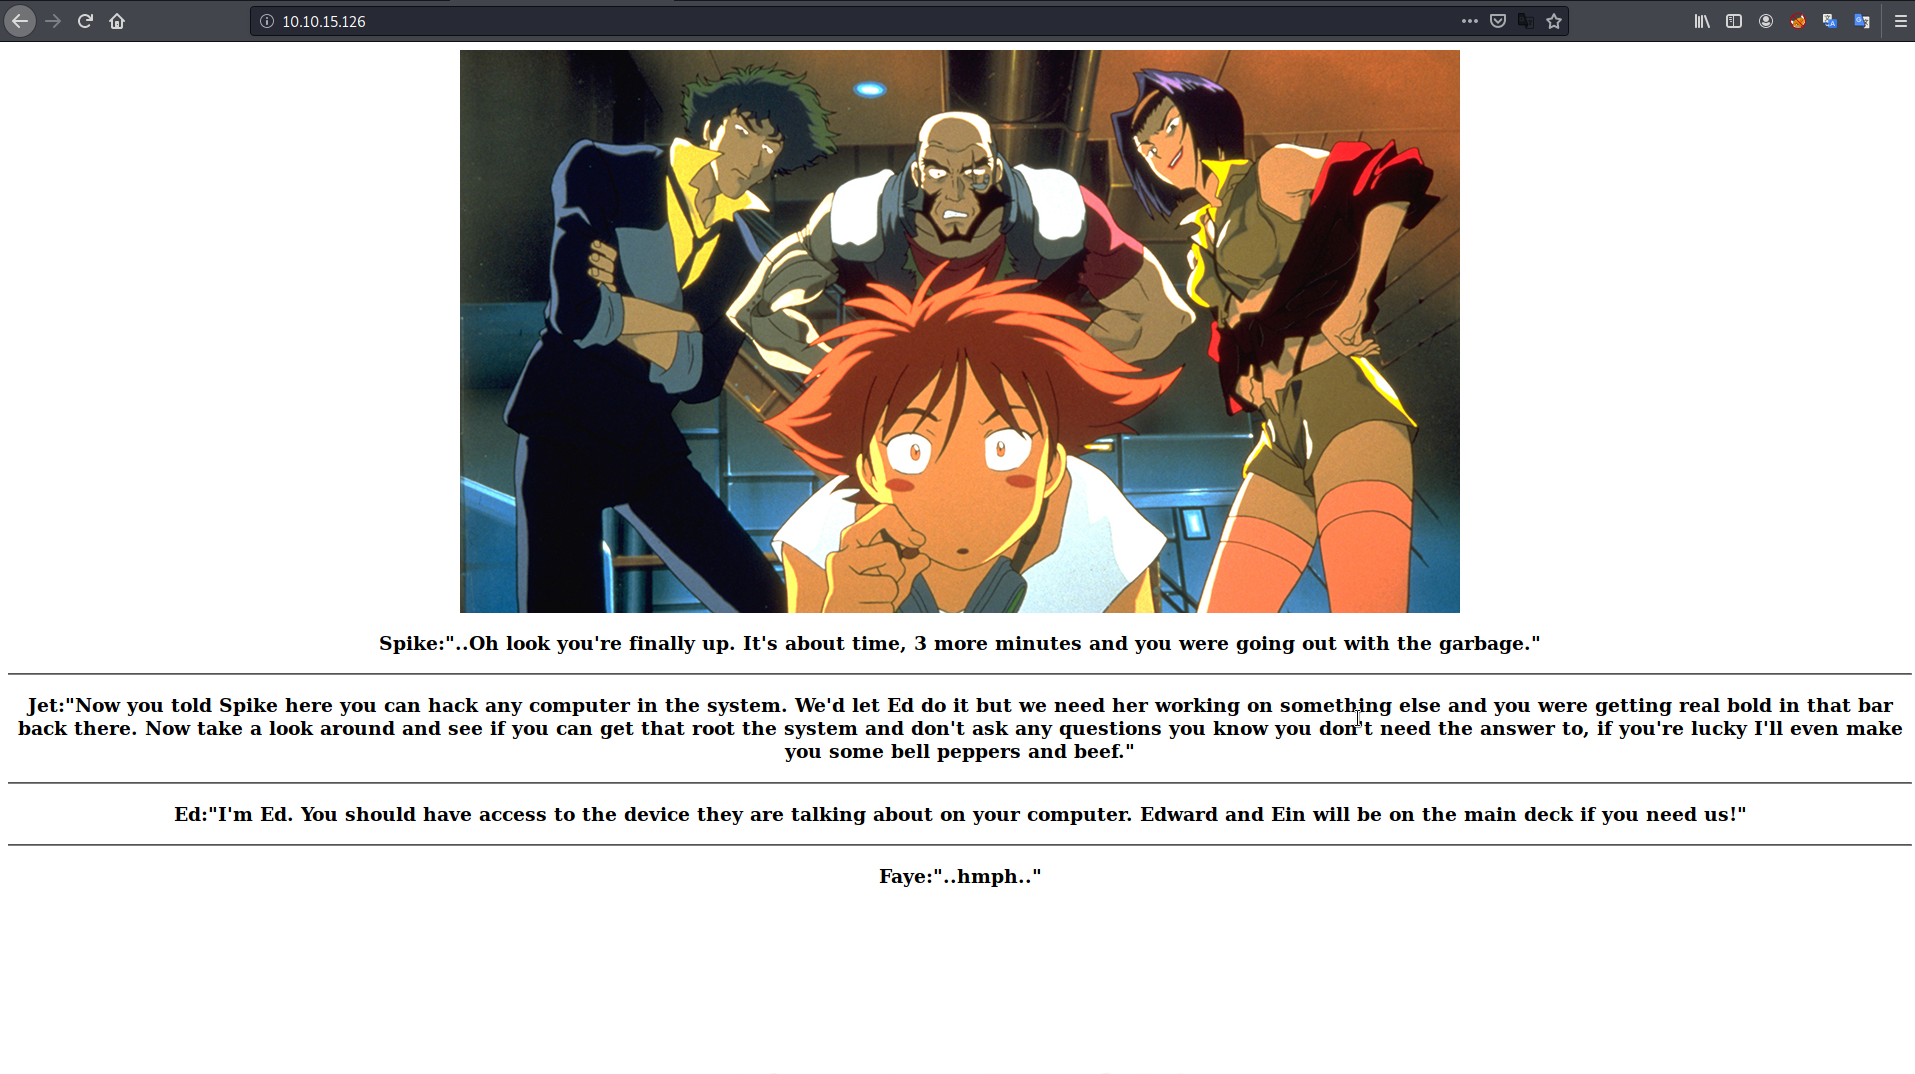 10.10.15.126
Spike:"..Oh look you're finally up. It's about time, 3 more minutes and you were going out with the garbage."
Jet:"Now you told Spike here you can hack any computer in the system. We'd let Ed do it but we need her working on something else and you were getting real bold in that bar
back there. Now take a look around and see if you can get that root the system and don't ask any questions you know you don't need the answer to, if you're lucky I'll even make
you some bell peppers and beef."
Ed:"I'm Ed. You should have access to the device they are talking about on your computer. Edward and Ein will be on the main deck if you need us!"
Faye:"..hmph.."